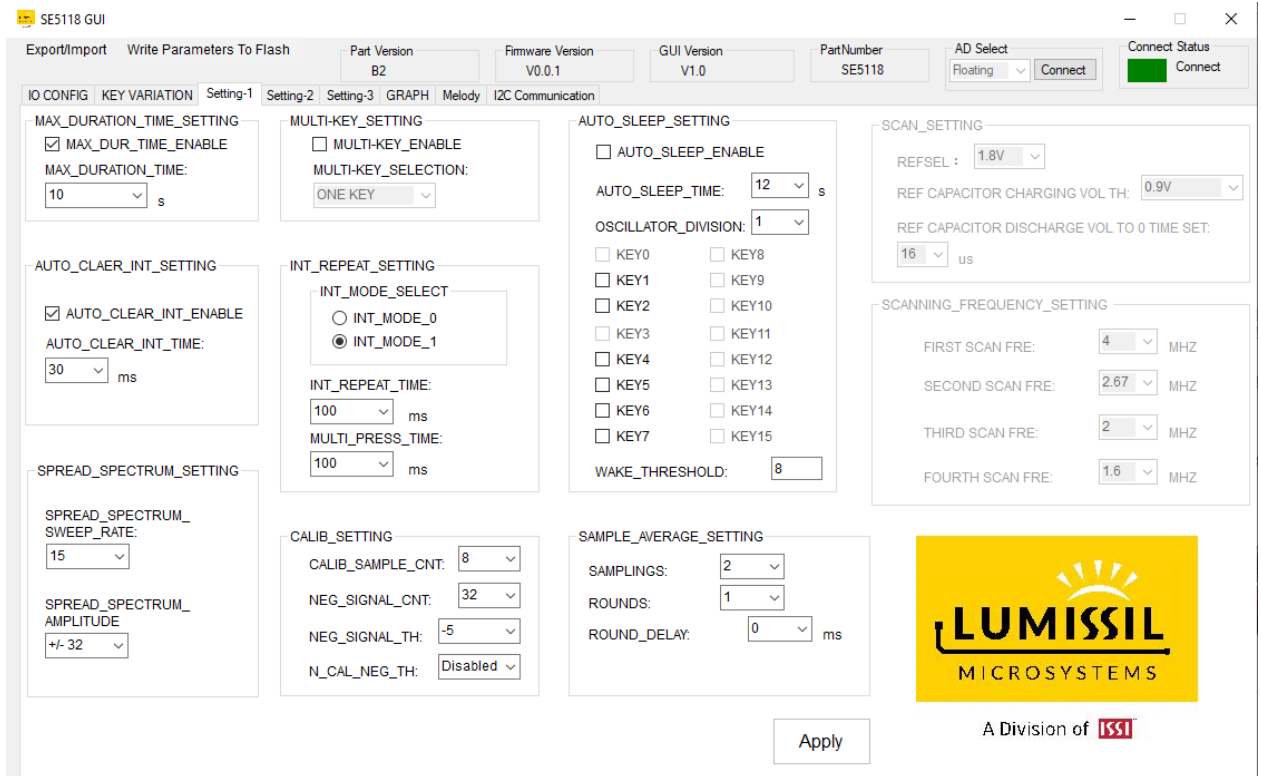 SE5118 GUI
Export/Import Write Parameters To Flash
Part Version
B2
Firmware Version
V0.0.1
GUI Version
V1.0
PartNumber
SE5118
AD Select
Floating Connect
Connect Status
Connect
IO CONFIG KEY VARIATION Setting-1 Setting-2 Setting-3 GRAPH Melody I2C Communication
MAX_DURATION_TIME_SETTING
MAX_DUR_TIME_ENABLE
MAX_DURATION_TIME:
10 s
AUTO_CLAER_INT_SETTING
AUTO_CLEAR_INT_ENABLE
AUTO_CLEAR_INT_TIME:
30 ms
SPREAD_SPECTRUM_SETTING
SPREAD_SPECTRUM_
SWEEP_RATE:
15
SPREAD_SPECTRUM_
AMPLITUDE
+/- 32
MULTI-KEY_SETTING
MULTI-KEY_ENABLE
MULTI-KEY_SELECTION:
ONE KEY
INT_REPEAT_SETTING
INT_MODE_SELECT
INT_MODE_0
INT_MODE_1
INT_REPEAT_TIME:
100 ms
MULTI_PRESS_TIME:
100 ms
CALIB_SETTING
CALIB_SAMPLE_CNT: 8
NEG_SIGNAL_CNT: 32
NEG_SIGNAL_TH: -5
N_CAL_NEG_TH: Disabled
AUTO_SLEEP_SETTING
AUTO_SLEEP_ENABLE
AUTO_SLEEP_TIME: 12 s
OSCILLATOR_DIVISION: 1
KEY0 KEY8
KEY1 KEY9
KEY2 KEY10
KEY3 KEY11
KEY4 KEY12
KEY5 KEY13
KEY6 KEY14
KEY7 KEY15
WAKE_THRESHOLD: 8
SAMPLE_AVERAGE_SETTING
SAMPLINGS: 2
ROUNDS: 1
ROUND_DELAY: 0 ms
SCAN_SETTING
REFSEL : 1.8V
REF CAPACITOR CHARGING VOL TH: 0.9V
REF CAPACITOR DISCHARGE VOL TO 0 TIME SET:
16 us
SCANNING_FREQUENCY_SETTING
FIRST SCAN FRE: 4 MHZ
SECOND SCAN FRE: 2.67 MHZ
THIRD SCAN FRE: 2 MHZ
FOURTH SCAN FRE: 1.6 MHZ
LUMISSIL
MICROSYSTEMS
A Division of ISSI
Apply